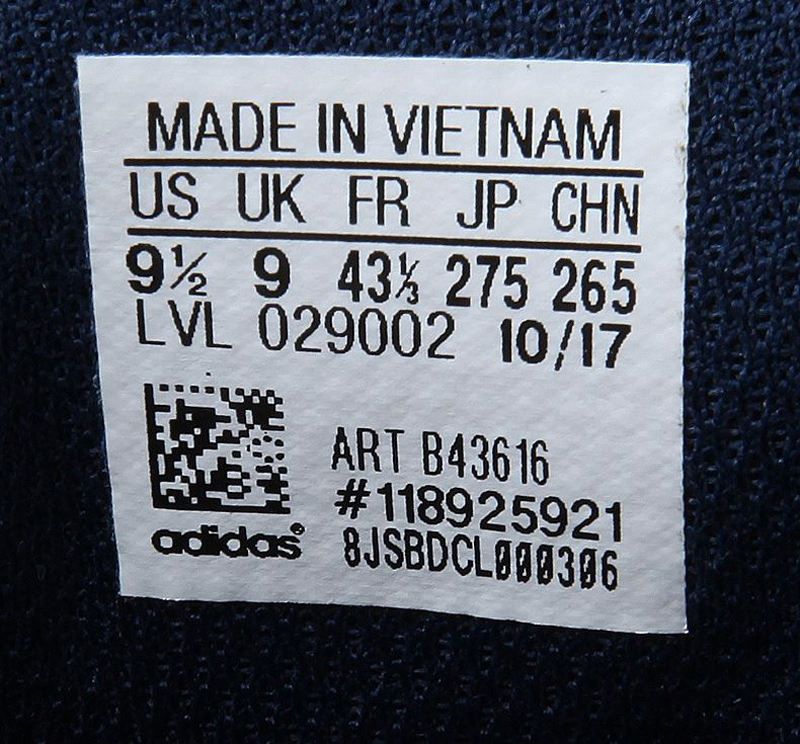 MADE IN VIETNAM
US UK FR JP CHN
9½ 9 43⅓ 275 265
LVL 029002 10/17
ART B43616
#118925921
adidas® 8JSBDCL000306